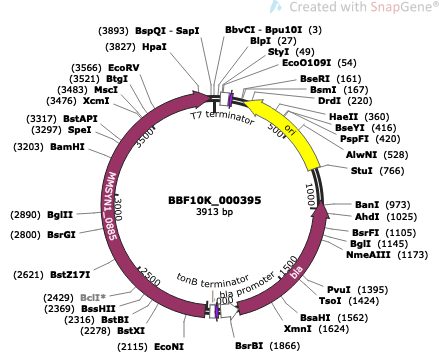 Created with SnapGene®
(3893) BspQI - SapI
(3827) HpaI
(3566) EcoRV
(3521) BtgI
(3483) MscI
(3476) XcmI
(3317) BstAPI
(3297) SpeI
(3203) BamHI
(2890) BglII
(2800) BsrGI
(2621) BstZ17I
(2429) BclI*
(2369) BssHII
(2316) BstBI
(2278) BstXI
(2115) EcoNI
BbvCI - Bpu10I (3)
BlpI (27)
StyI (49)
EcoO109I (54)
BseRI (161)
BsmI (167)
DrdI (220)
HaeII (360)
BseYI (416)
PspFI (420)
AlwNI (528)
StuI (766)
BanI (973)
AhdI (1025)
BsrFI (1105)
BglI (1145)
NmeAIII (1173)
PvuI (1395)
TsoI (1424)
BsaHI (1562)
XmnI (1624)
BsrBI (1866)
T7 terminator
ori
500
1000
1500
2500
3000
3500
MMSYN1_0885
BBF10K_000395
3913 bp
tonB terminator
bla promoter
bla